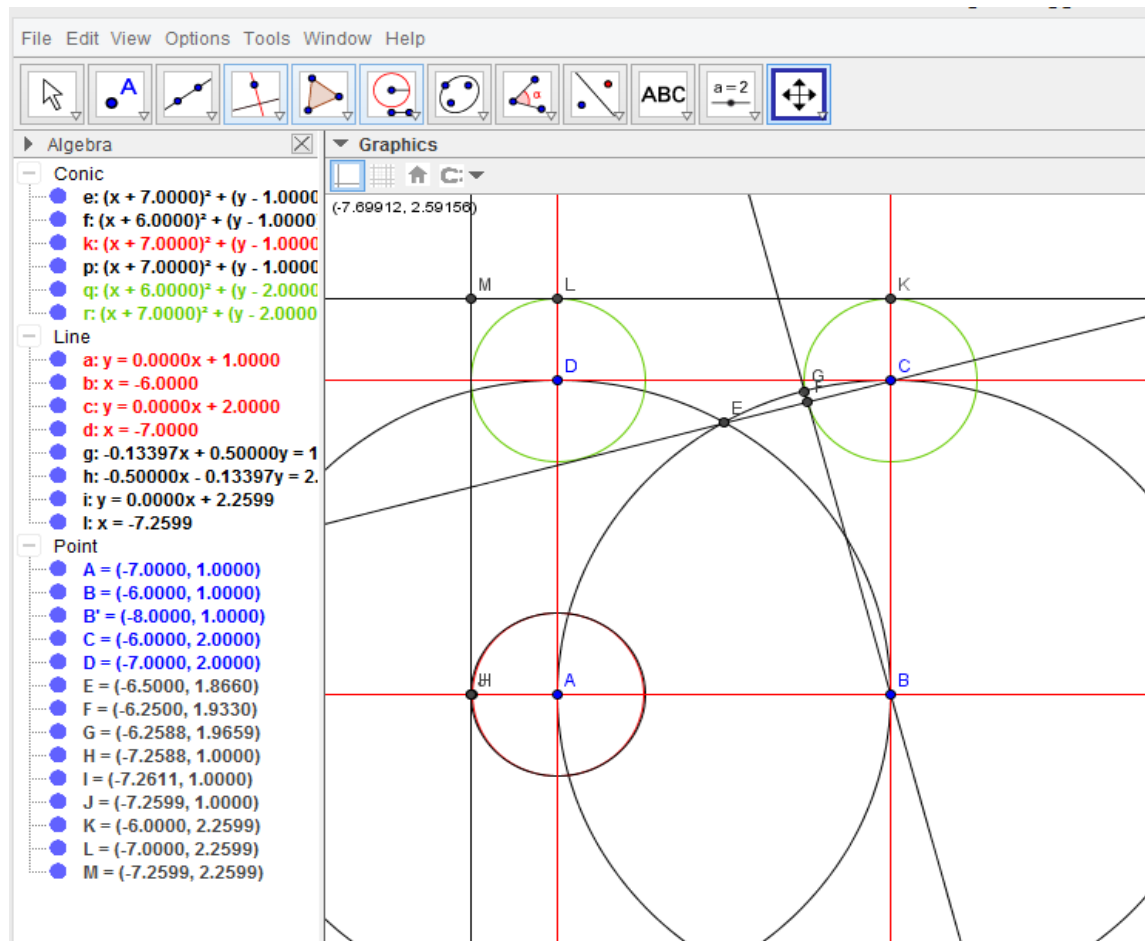 File Edit View Options Tools Window Help
A
α
ABC
a = 2
Algebra
Graphics
Conic
e: (x + 7.0000)² + (y - 1.0000
f: (x + 6.0000)² + (y - 1.0000)
k: (x + 7.0000)² + (y - 1.0000
p: (x + 7.0000)² + (y - 1.0000)
q: (x + 6.0000)² + (y - 2.0000
r: (x + 7.0000)² + (y - 2.0000
Line
a: y = 0.0000x + 1.0000
b: x = -6.0000
c: y = 0.0000x + 2.0000
d: x = -7.0000
g: -0.13397x + 0.50000y = 1
h: -0.50000x - 0.13397y = 2.
i: y = 0.0000x + 2.2599
l: x = -7.2599
Point
A = (-7.0000, 1.0000)
B = (-6.0000, 1.0000)
B' = (-8.0000, 1.0000)
C = (-6.0000, 2.0000)
D = (-7.0000, 2.0000)
E = (-6.5000, 1.8660)
F = (-6.2500, 1.9330)
G = (-6.2588, 1.9659)
H = (-7.2588, 1.0000)
I = (-7.2611, 1.0000)
J = (-7.2599, 1.0000)
K = (-6.0000, 2.2599)
L = (-7.0000, 2.2599)
M = (-7.2599, 2.2599)
(-7.69912, 2.59156)
M L K
D G C
F
E
A B